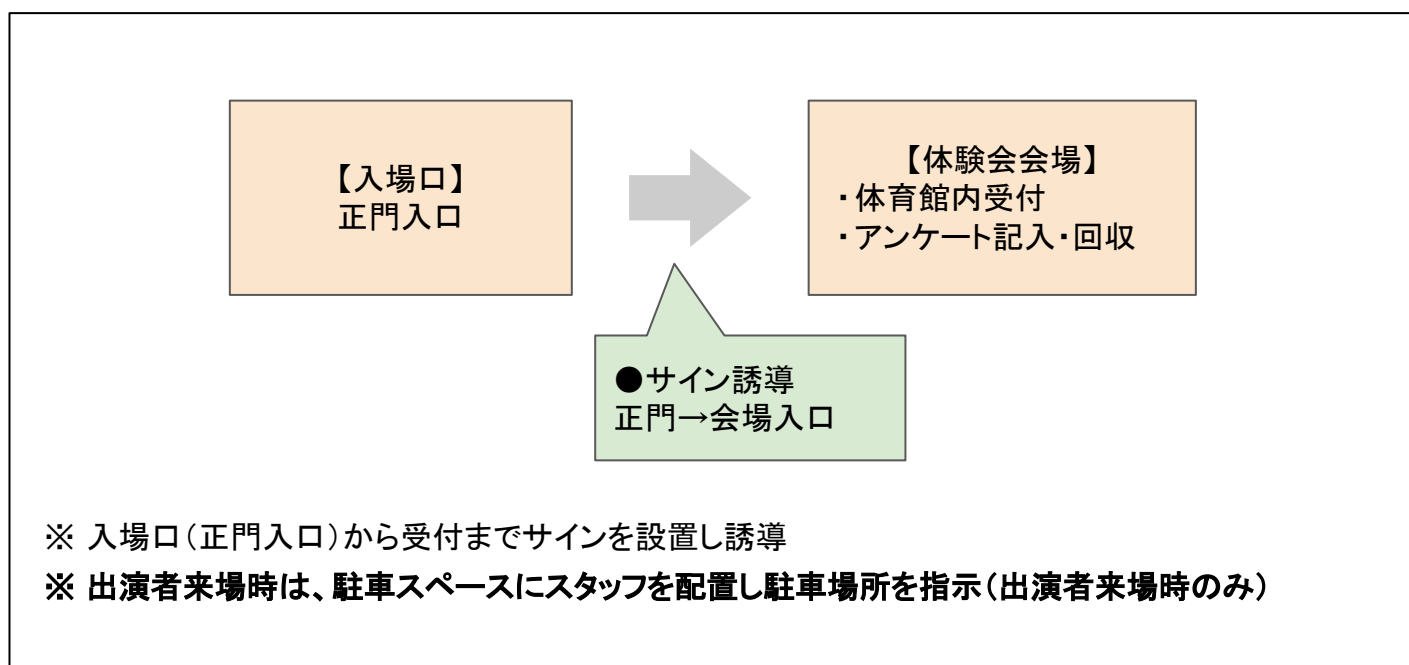 【入場口】
正門入口
【体験会会場】
・体育館内受付
・アンケート記入・回収
●サイン誘導
正門→会場入口
※ 入場口（正門入口）から受付までサインを設置し誘導
※ 出演者来場時は、駐車スペースにスタッフを配置し駐車場所を指示（出演者来場時のみ）